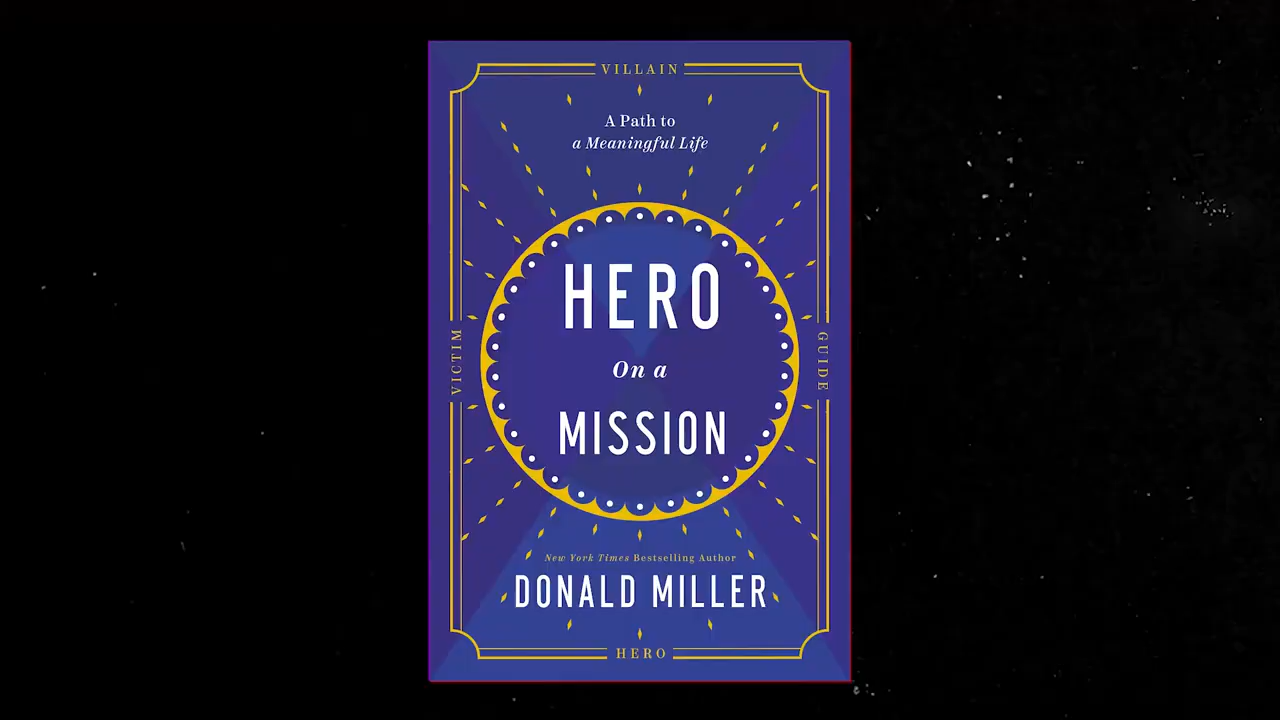 VILLAIN
A Path to
a Meaningful Life
HERO
On a
MISSION
VICTIM
GUIDE
New York Times Bestselling Author
DONALD MILLER
HERO